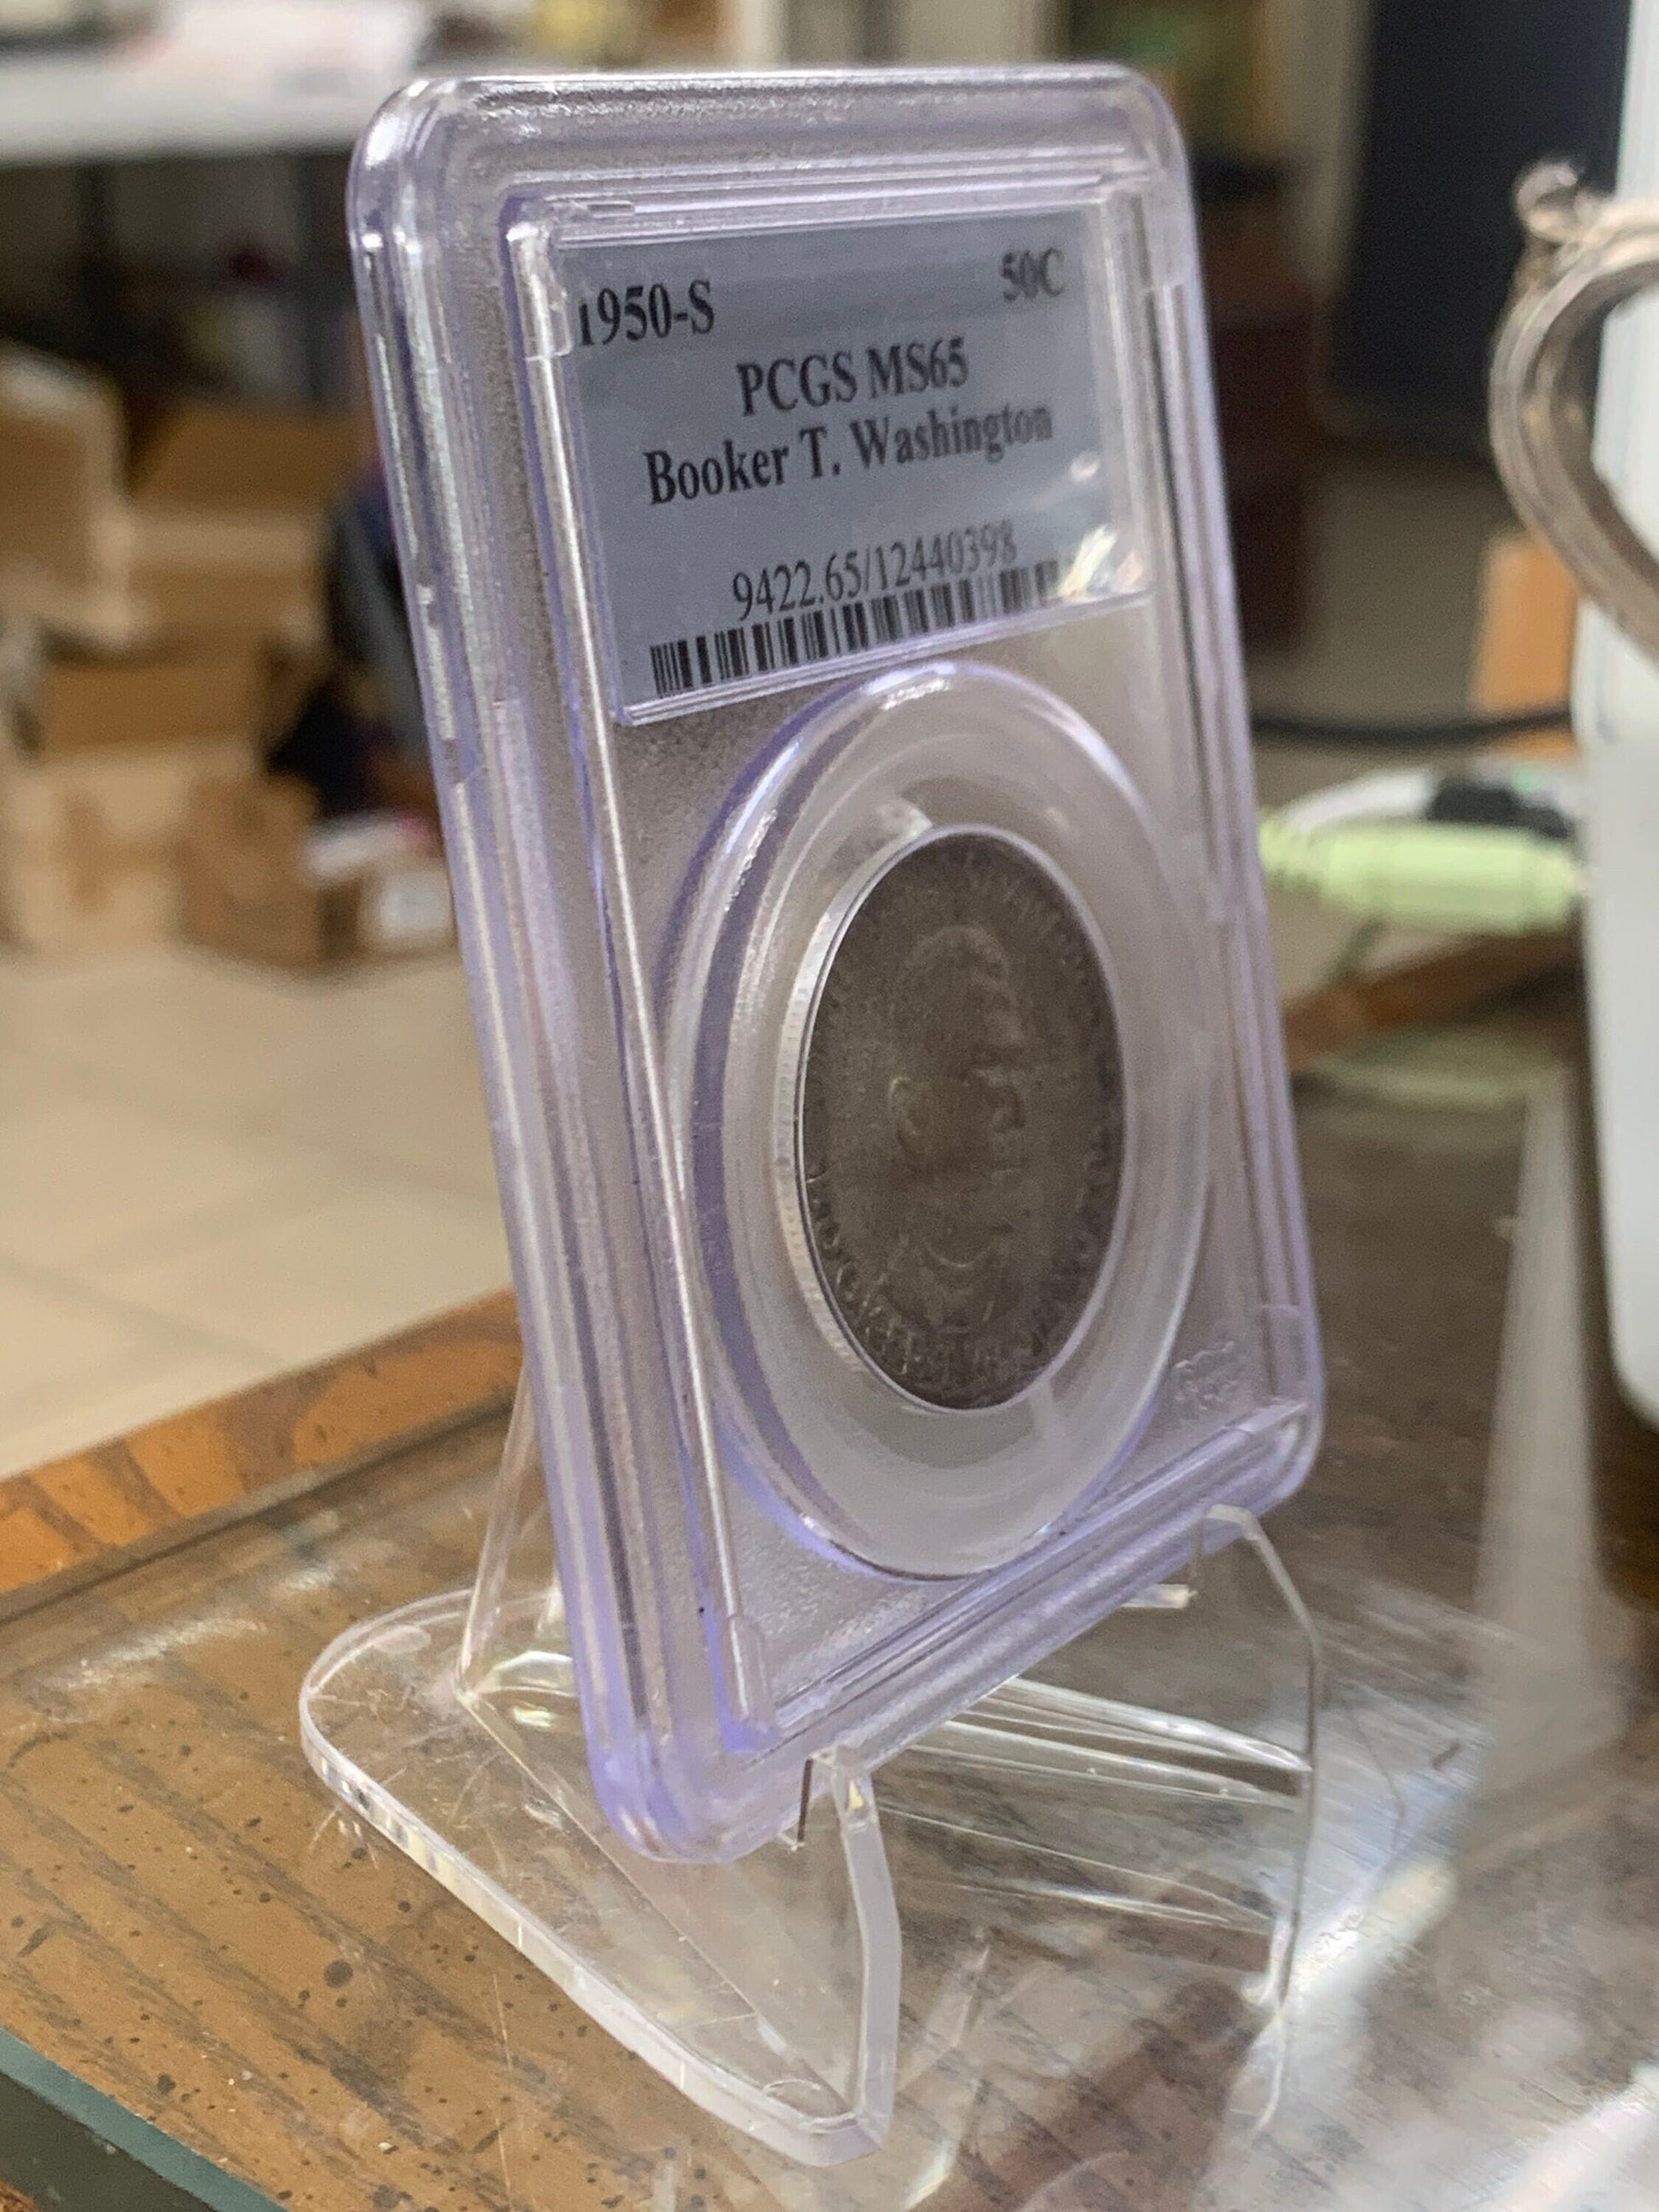 1950-S 50C
PCGS MS65
Booker T. Washington
9422.65/12440398